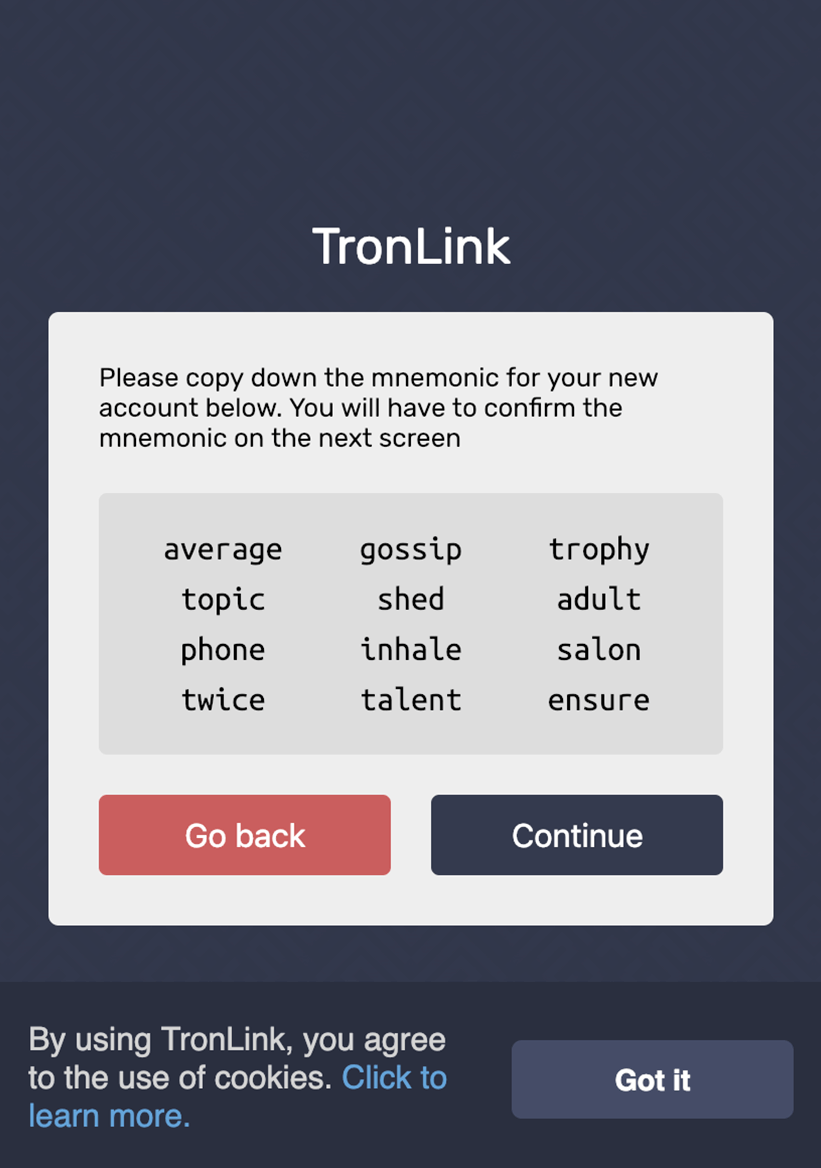 TronLink
Please copy down the mnemonic for your new
account below. You will have to confirm the
mnemonic on the next screen
average gossip trophy
topic shed adult
phone inhale salon
twice talent ensure
Go back Continue
By using TronLink, you agree
to the use of cookies. Click to
learn more.
Got it